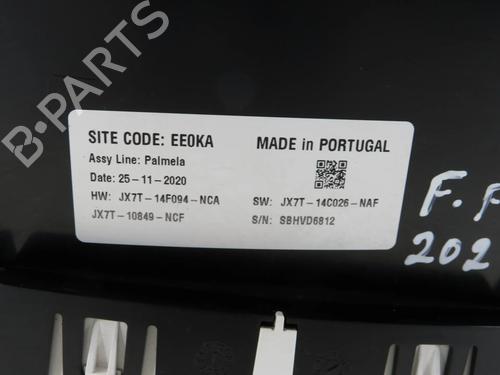 B-PARTS
SITE CODE: EE0KA MADE in PORTUGAL
Assy Line: Palmela
Date: 25-11-2020
HW: JX7T-14F094-NCA SW: JX7T-14C026-NAF
JX7T-10849-NCF S/N: SBHVD6812
F.F
202